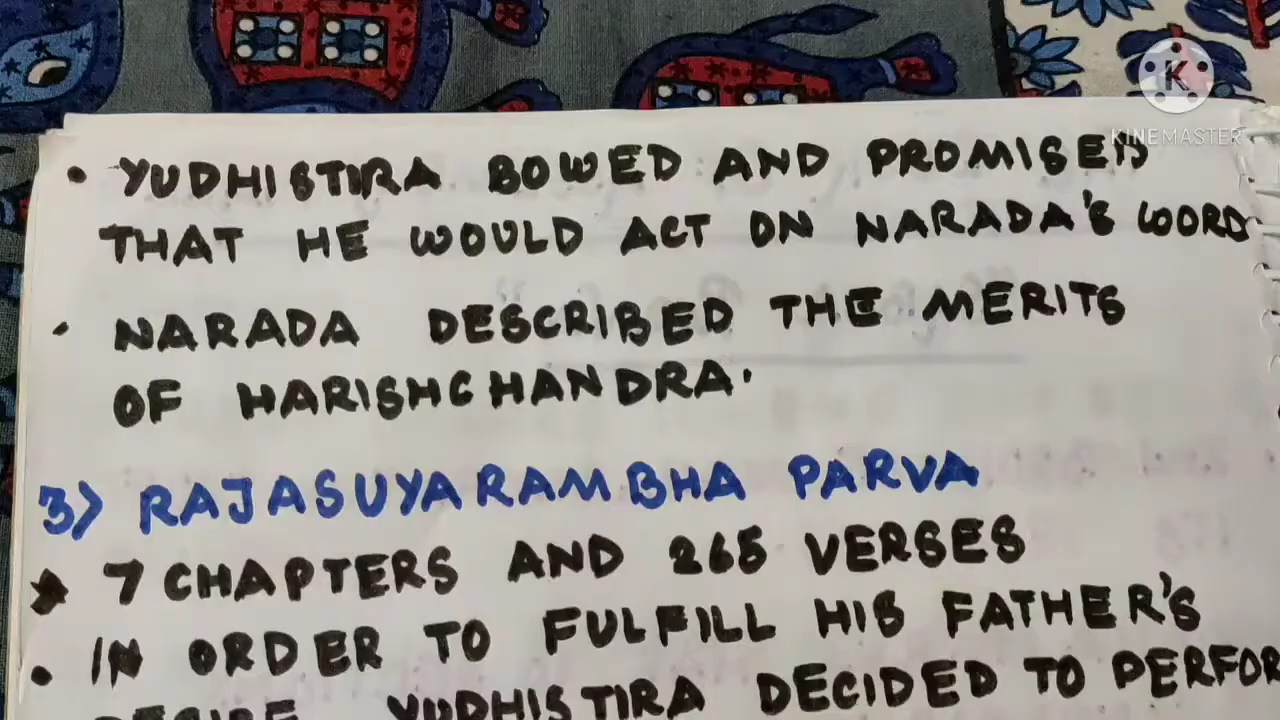 • YUDHISTIRA BOWED AND PROMISED
THAT HE WOULD ACT ON NARADA'S WORD.
• NARADA DESCRIBED THE MERITS
OF HARISHCHANDRA.
3) RAJASUYARAMBHA PARVA
7 CHAPTERS AND 265 VERSES
• IN ORDER TO FULFILL HIS FATHER'S
DESIRE YUDHISTIRA DECIDED TO PERFOR
K
KINEMASTER